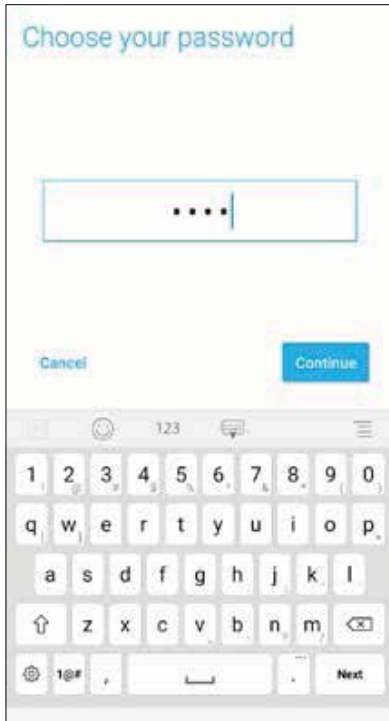 Choose your password
••••
Cancel Continue
123
1 2 3 4 5 6 7 8 9 0
q w e r t y u i o p
a s d f g h j k l
z x c v b n m
1@# , . Next